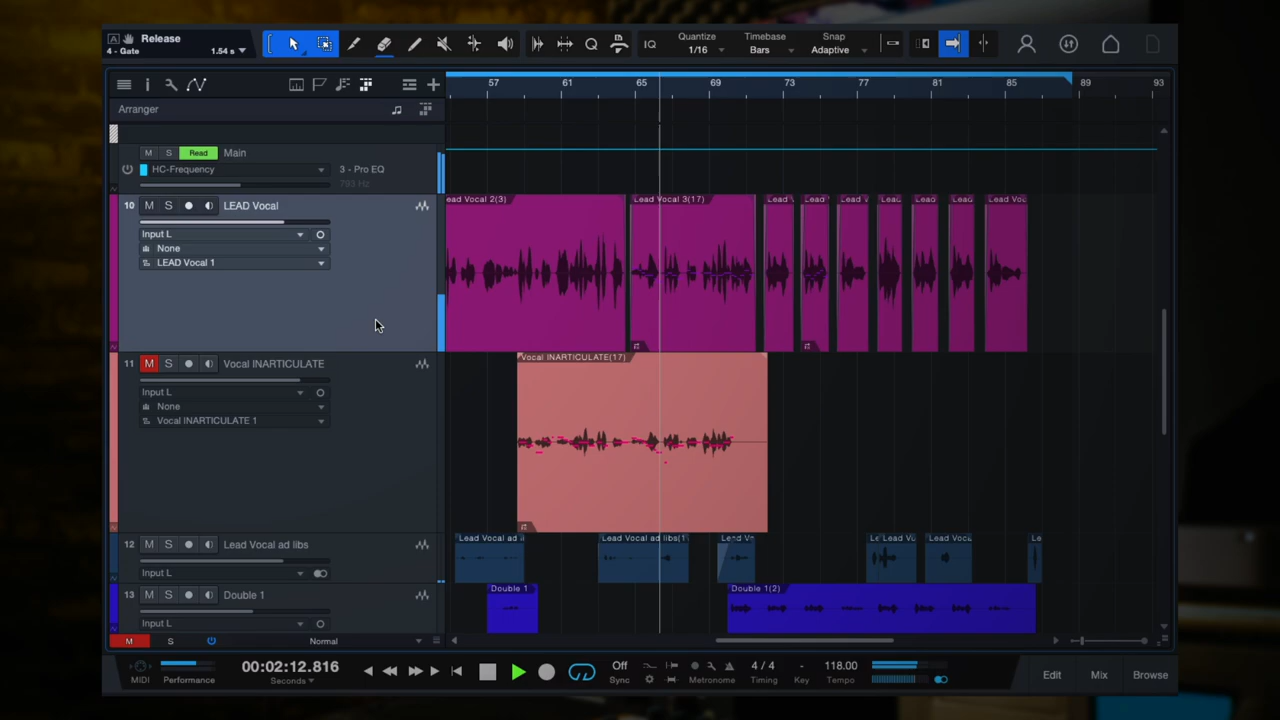 Release
4 - Gate 1.54 s
Quantize Timebase Snap
IQ 1/16 Bars Adaptive
57 61 65 69 73 77 81 85 89 93
Arranger
M S Read Main
HC-Frequency 3 - Pro EQ
793 Hz
10 M S LEAD Vocal
Input L
None
LEAD Vocal 1
ead Vocal 2(3) Lead Vocal 3(17) Lead V Lead Lead V Lead Lead Lead Lead Voc
11 M S Vocal INARTICULATE
Input L
None
Vocal INARTICULATE 1
Vocal INARTICULATE(17)
12 M S Lead Vocal ad libs
Input L
Lead Vocal ad l Lead Vocal ad libs(1 Lead Vo Le Lead Vo Lead Voca Le
13 M S Double 1
Input L
Double 1 Double 1(2)
M S Normal
MIDI Performance
00:02:12.816
Seconds
Off
Sync
Metronome
4 / 4
Timing
-
Key
118.00
Tempo
Edit Mix Browse